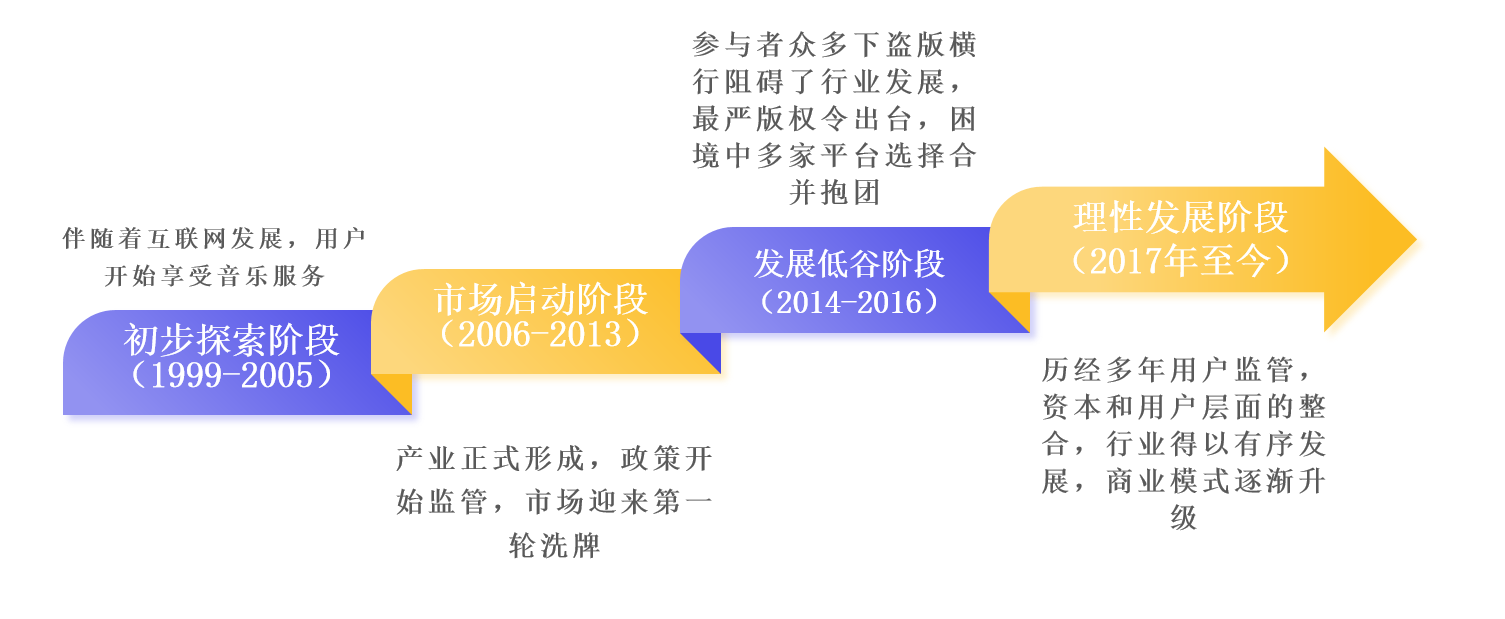 伴随着互联网发展，用户
开始享受音乐服务
初步探索阶段
（1999-2005）
市场启动阶段
（2006-2013）
产业正式形成，政策开
始监管，市场迎来第一
轮洗牌
参与者众多下盗版横
行阻碍了行业发展，
最严版权令出台，困
境中多家平台选择合
并抱团
发展低谷阶段
（2014-2016）
理性发展阶段
（2017年至今）
历经多年用户监管，
资本和用户层面的整
合，行业得以有序发
展，商业模式逐渐升
级